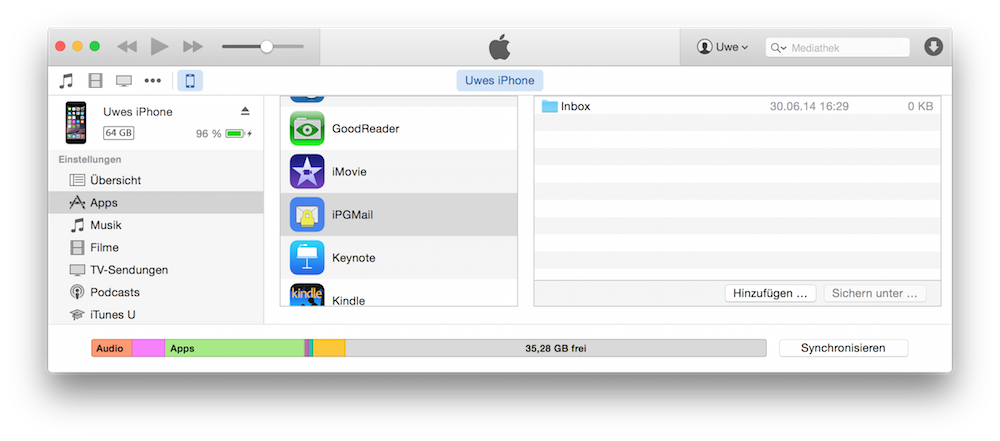 Uwe
Mediathek
Uwes iPhone
Uwes iPhone
64 GB
96 %
Einstellungen
Übersicht
Apps
Musik
Filme
TV-Sendungen
Podcasts
iTunes U
GoodReader
iMovie
iPGMail
Keynote
kindle
Kindle
Inbox 30.06.14 16:29 0 KB
Hinzufügen ... Sichern unter ...
Audio Apps 35,28 GB frei
Synchronisieren